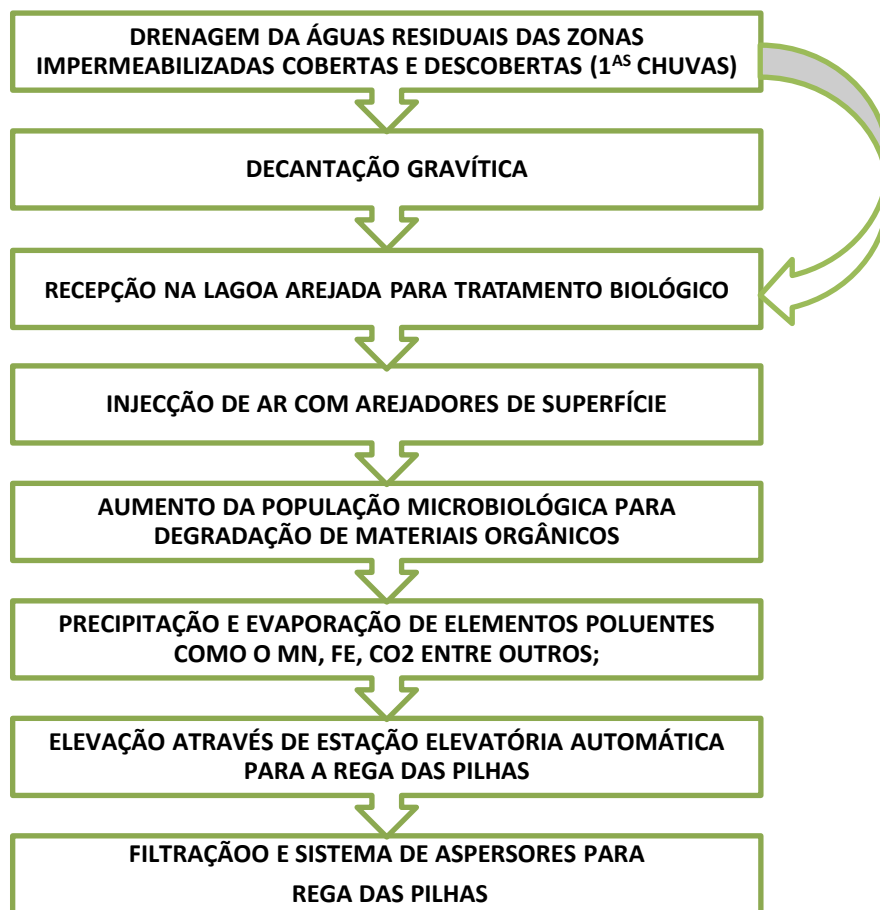 DRENAGEM DA ÁGUAS RESIDUAIS DAS ZONAS
IMPERMEABILIZADAS COBERTAS E DESCOBERTAS (1AS CHUVAS)
DECANTAÇÃO GRAVÍTICA
RECEPÇÃO NA LAGOA AREJADA PARA TRATAMENTO BIOLÓGICO
INJECÇÃO DE AR COM AREJADORES DE SUPERFÍCIE
AUMENTO DA POPULAÇÃO MICROBIOLÓGICA PARA
DEGRADAÇÃO DE MATERIAIS ORGÂNICOS
PRECIPITAÇÃO E EVAPORAÇÃO DE ELEMENTOS POLUENTES
COMO O MN, FE, CO2 ENTRE OUTROS;
ELEVAÇÃO ATRAVÉS DE ESTAÇÃO ELEVATÓRIA AUTOMÁTICA
PARA A REGA DAS PILHAS
FILTRAÇÃOO E SISTEMA DE ASPERSORES PARA
REGA DAS PILHAS